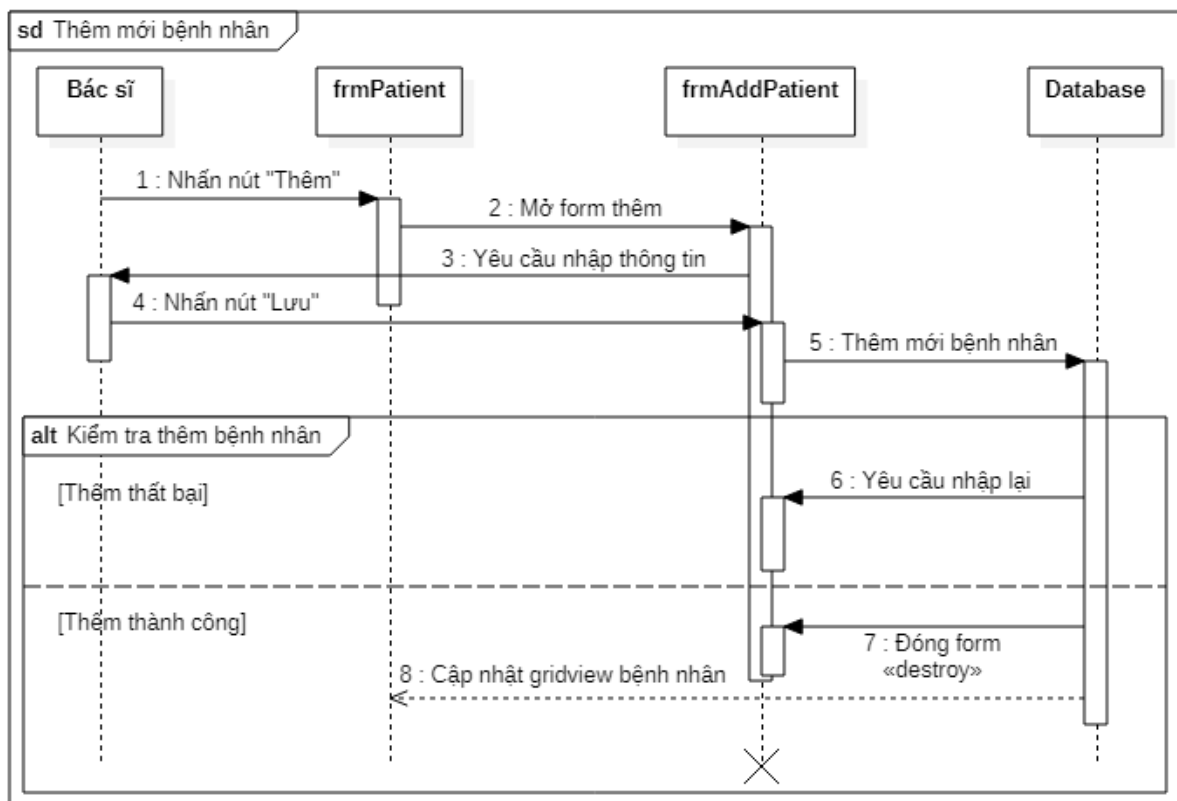 sd Thêm mới bệnh nhân
Bác sĩ
frmPatient
frmAddPatient
Database
1 : Nhấn nút "Thêm"
2 : Mở form thêm
3 : Yêu cầu nhập thông tin
4 : Nhấn nút "Lưu"
5 : Thêm mới bệnh nhân
alt Kiểm tra thêm bệnh nhân
[Thêm thất bại]
6 : Yêu cầu nhập lại
[Thêm thành công]
7 : Đóng form
«destroy»
8 : Cập nhật gridview bệnh nhân